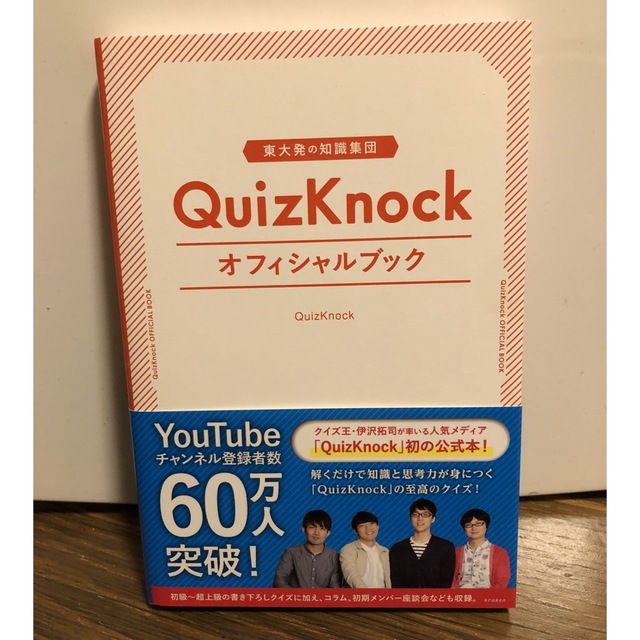 東大発の知識集団
QuizKnock
オフィシャルブック
QuizKnock
QuizKnock OFFICIAL BOOK
QuizKnock OFFICIAL BOOK
YouTube
チャンネル登録者数
60万人
突破!
クイズ王・伊沢拓司が率いる人気メディア
「QuizKnock」初の公式本!
解くだけで知識と思考力が身につく
「QuizKnock」の至高のクイズ!
初級〜超上級の書き下ろしクイズに加え、コラム、初期メンバー座談会なども収録。
kraken